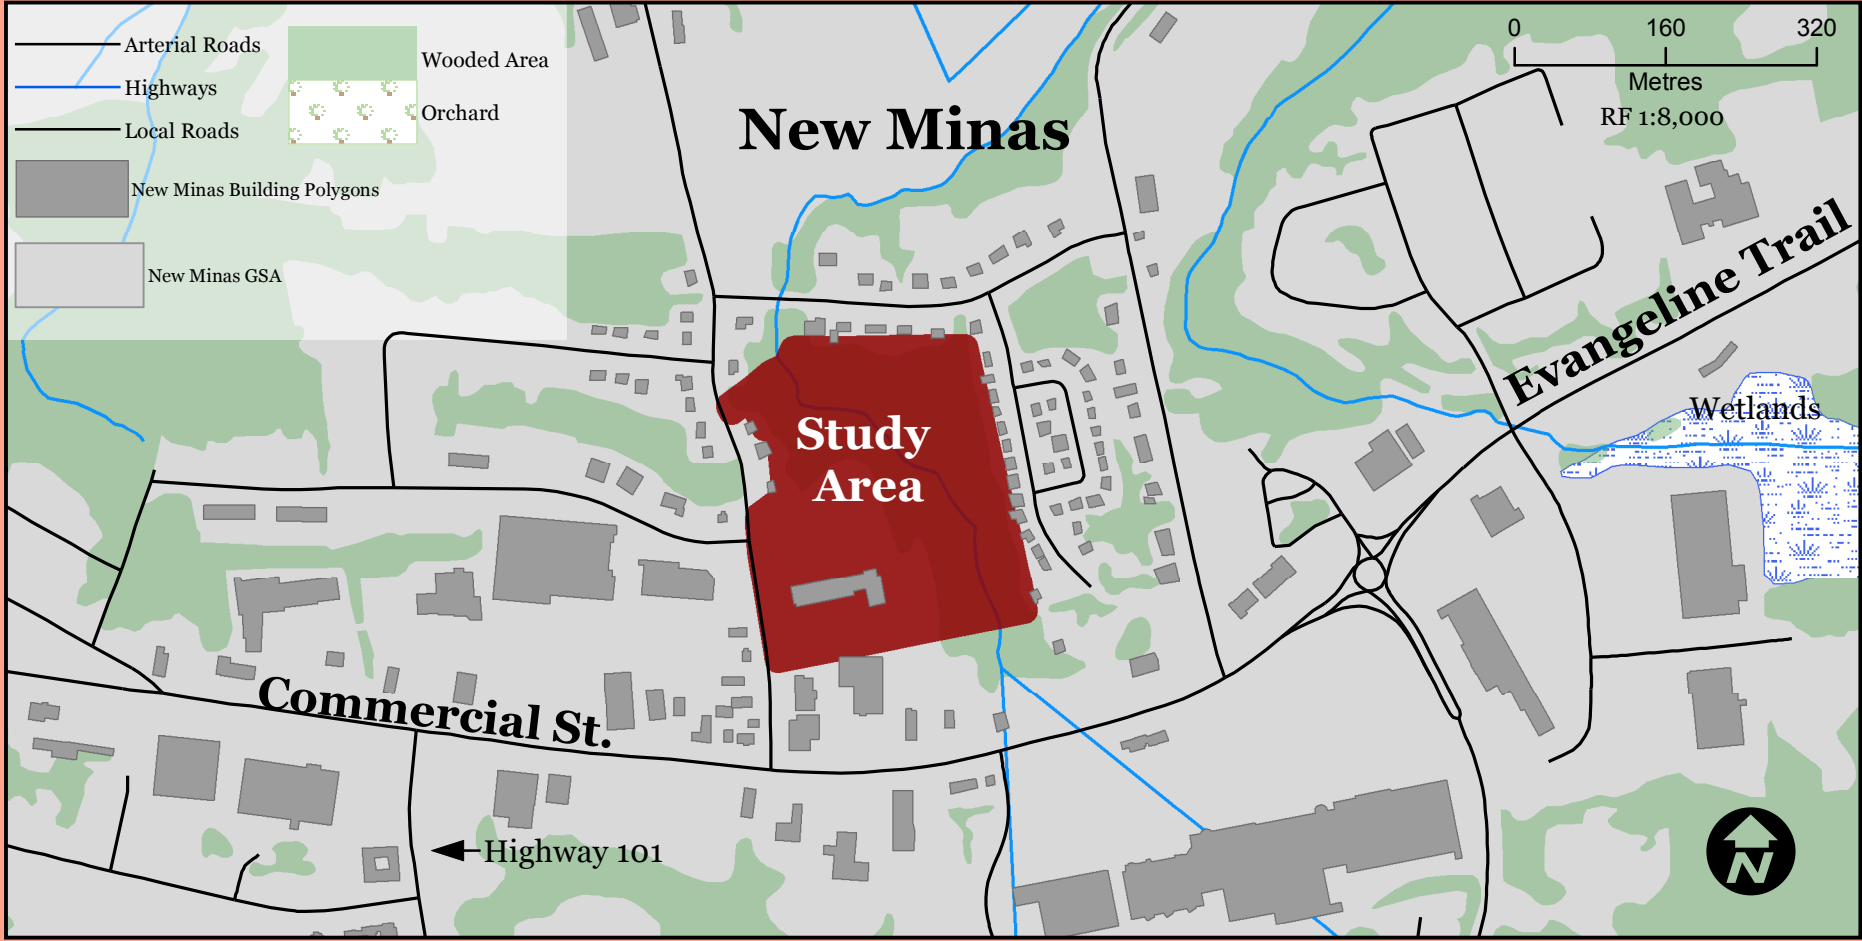 Arterial Roads
Highways
Local Roads
New Minas Building Polygons
New Minas GSA
Wooded Area
Orchard
New Minas
0 160 320
Metres
RF 1:8,000
Evangeline Trail
Wetlands
Study
Area
Commercial St.
Highway 101
N